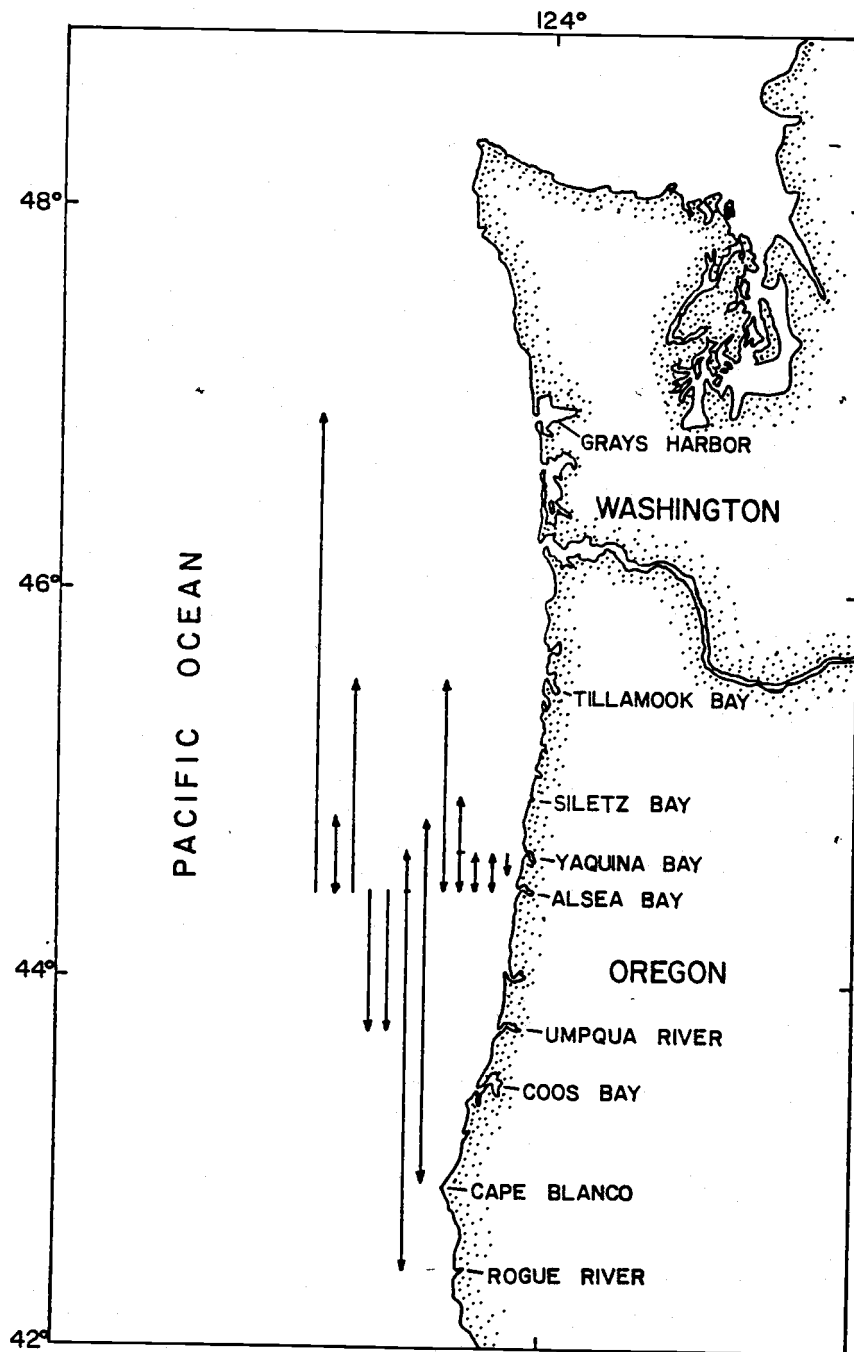 124°
48°
GRAYS HARBOR
WASHINGTON
46°
PACIFIC OCEAN
TILLAMOOK BAY
SILETZ BAY
YAQUINA BAY
ALSEA BAY
44°
OREGON
UMPQUA RIVER
COOS BAY
CAPE BLANCO
ROGUE RIVER
42°